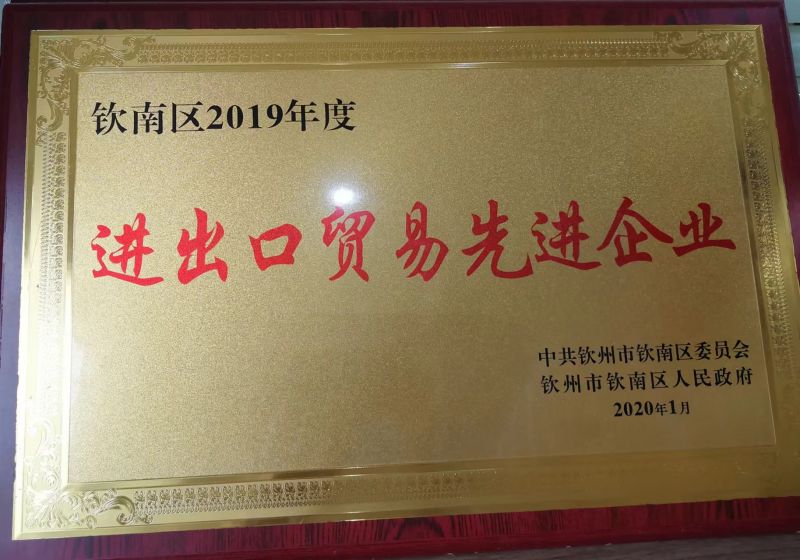 钦南区2019年度
进出口贸易先进企业
中共钦州市钦南区委员会
钦州市钦南区人民政府
2020年1月